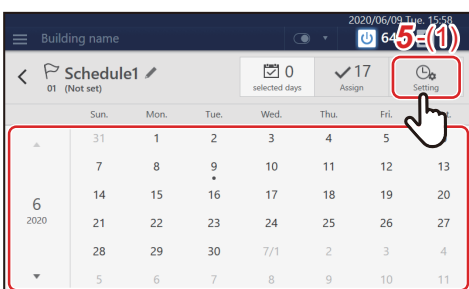 2020/06/09 Tue. 15:58
Building name 64
5-(1)
Schedule1
01 (Not set)
0
selected days
17
Assign
Setting
Sun. Mon. Tue. Wed. Thu. Fri. Sat.
31 1 2 3 4 5
7 8 9 10 11 12 13
14 15 16 17 18 19 20
6
2020
21 22 23 24 25 26 27
28 29 30 7/1 2 3 4
5 6 7 8 9 10 11